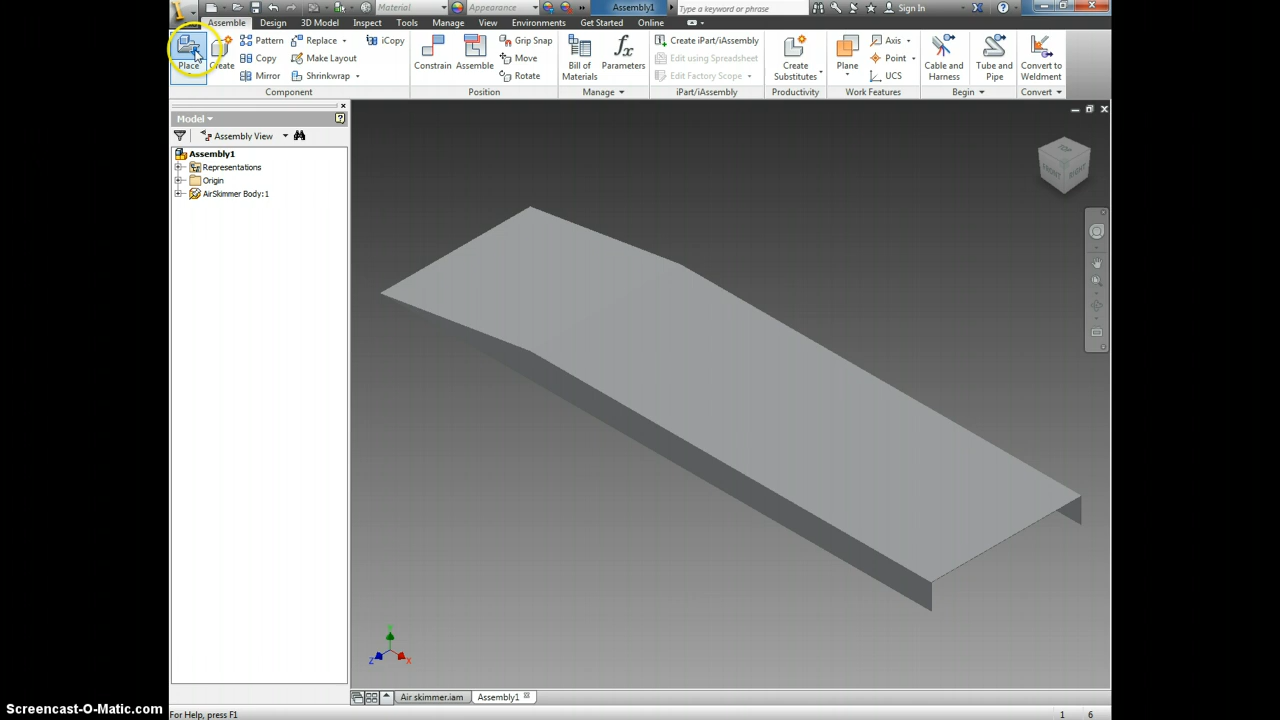 Material
Appearance
Assembly1
Type a keyword or phrase
Sign In
Assemble
Design
3D Model
Inspect
Tools
Manage
View
Environments
Get Started
Online
Place
Create
Pattern
Copy
Mirror
Replace
Make Layout
Shrinkwrap
iCopy
Component
Constrain
Assemble
Grip Snap
Move
Rotate
Position
Bill of
Materials
Parameters
Manage
Create iPart/iAssembly
Edit using Spreadsheet
Edit Factory Scope
iPart/iAssembly
Create
Substitutes
Productivity
Plane
Axis
Point
UCS
Work Features
Cable and
Harness
Tube and
Pipe
Begin
Convert to
Weldment
Convert
Model
Assembly View
Assembly1
Representations
Origin
AirSkimmer Body:1
TOP
FRONT
RIGHT
Y
Z
X
Air skimmer.iam
Assembly1
For Help, press F1
1
6
Screencast-O-Matic.com